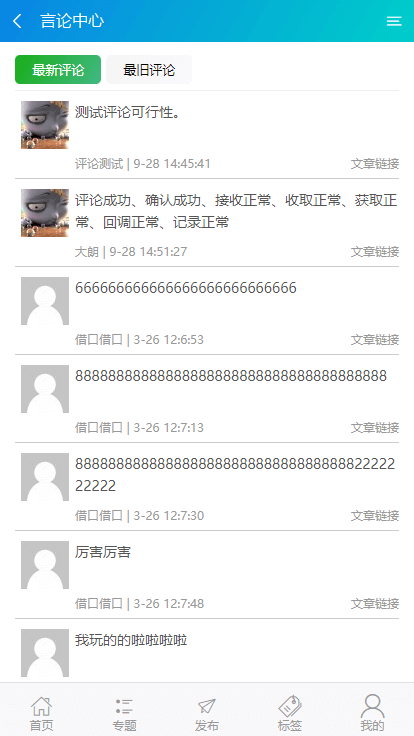 言论中心
最新评论
最旧评论
测试评论可行性。
评论测试 | 9-28 14:45:41
文章链接
评论成功、确认成功、接收正常、收取正常、获取正
常、回调正常、记录正常
大朗 | 9-28 14:51:27
文章链接
666666666666666666666666666
借口借口 | 3-26 12:6:53
文章链接
88888888888888888888888888888888888888
借口借口 | 3-26 12:7:13
文章链接
888888888888888888888888888888888822222
22222
借口借口 | 3-26 12:7:30
文章链接
厉害厉害
借口借口 | 3-26 12:7:48
文章链接
我玩的的啦啦啦啦
首页
专题
发布
标签
我的